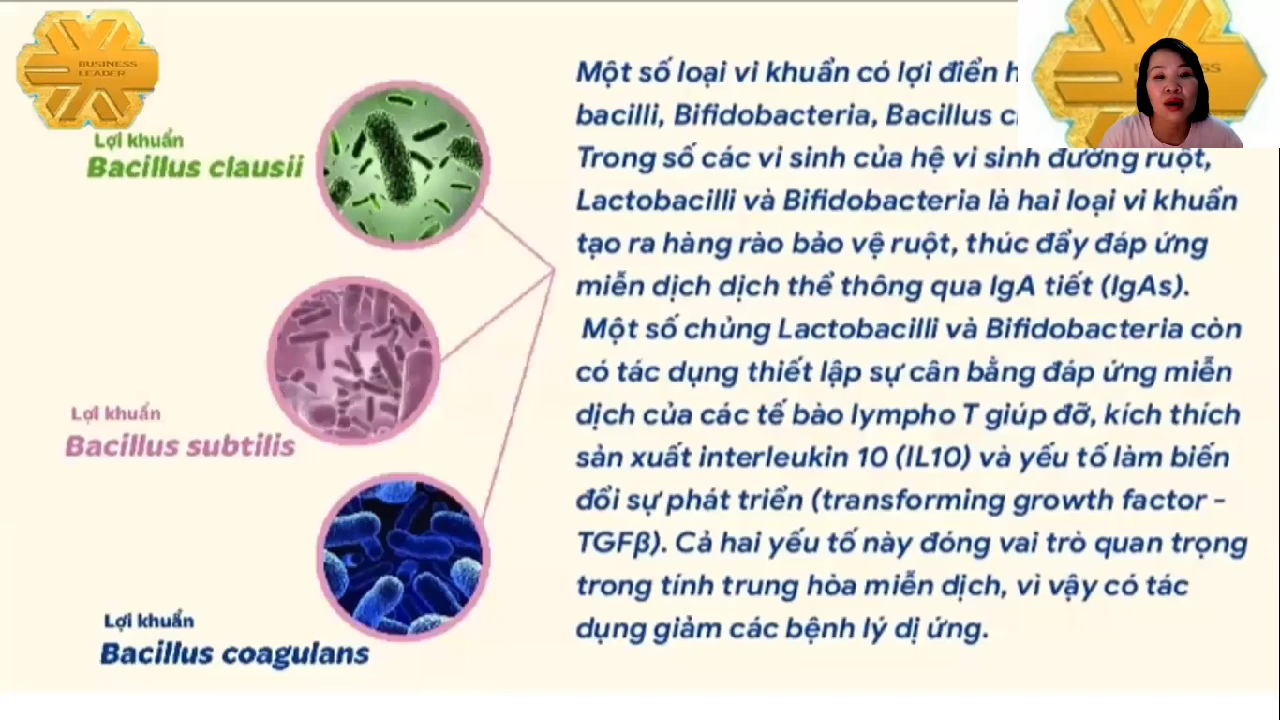 BUSINESS
LEADER
Lợi khuẩn
Bacillus clausii
Lợi khuẩn
Bacillus subtilis
Lợi khuẩn
Bacillus coagulans
Một số loại vi khuẩn có lợi điển
bacilli, Bifidobacteria, Bacillus
Trong số các vi sinh của hệ vi sinh đường ruột,
Lactobacilli và Bifidobacteria là hai loại vi khuẩn
tạo ra hàng rào bảo vệ ruột, thúc đẩy đáp ứng
miễn dịch dịch thể thông qua IgA tiết (IgAs).
Một số chủng Lactobacilli và Bifidobacteria còn
có tác dụng thiết lập sự cân bằng đáp ứng miễn
dịch của các tế bào lympho T giúp đỡ, kích thích
sản xuất interleukin 10 (IL10) và yếu tố làm biến
đổi sự phát triển (transforming growth factor –
TGFβ). Cả hai yếu tố này đóng vai trò quan trọng
trong tính trung hòa miễn dịch, vì vậy có tác
dụng giảm các bệnh lý dị ứng.